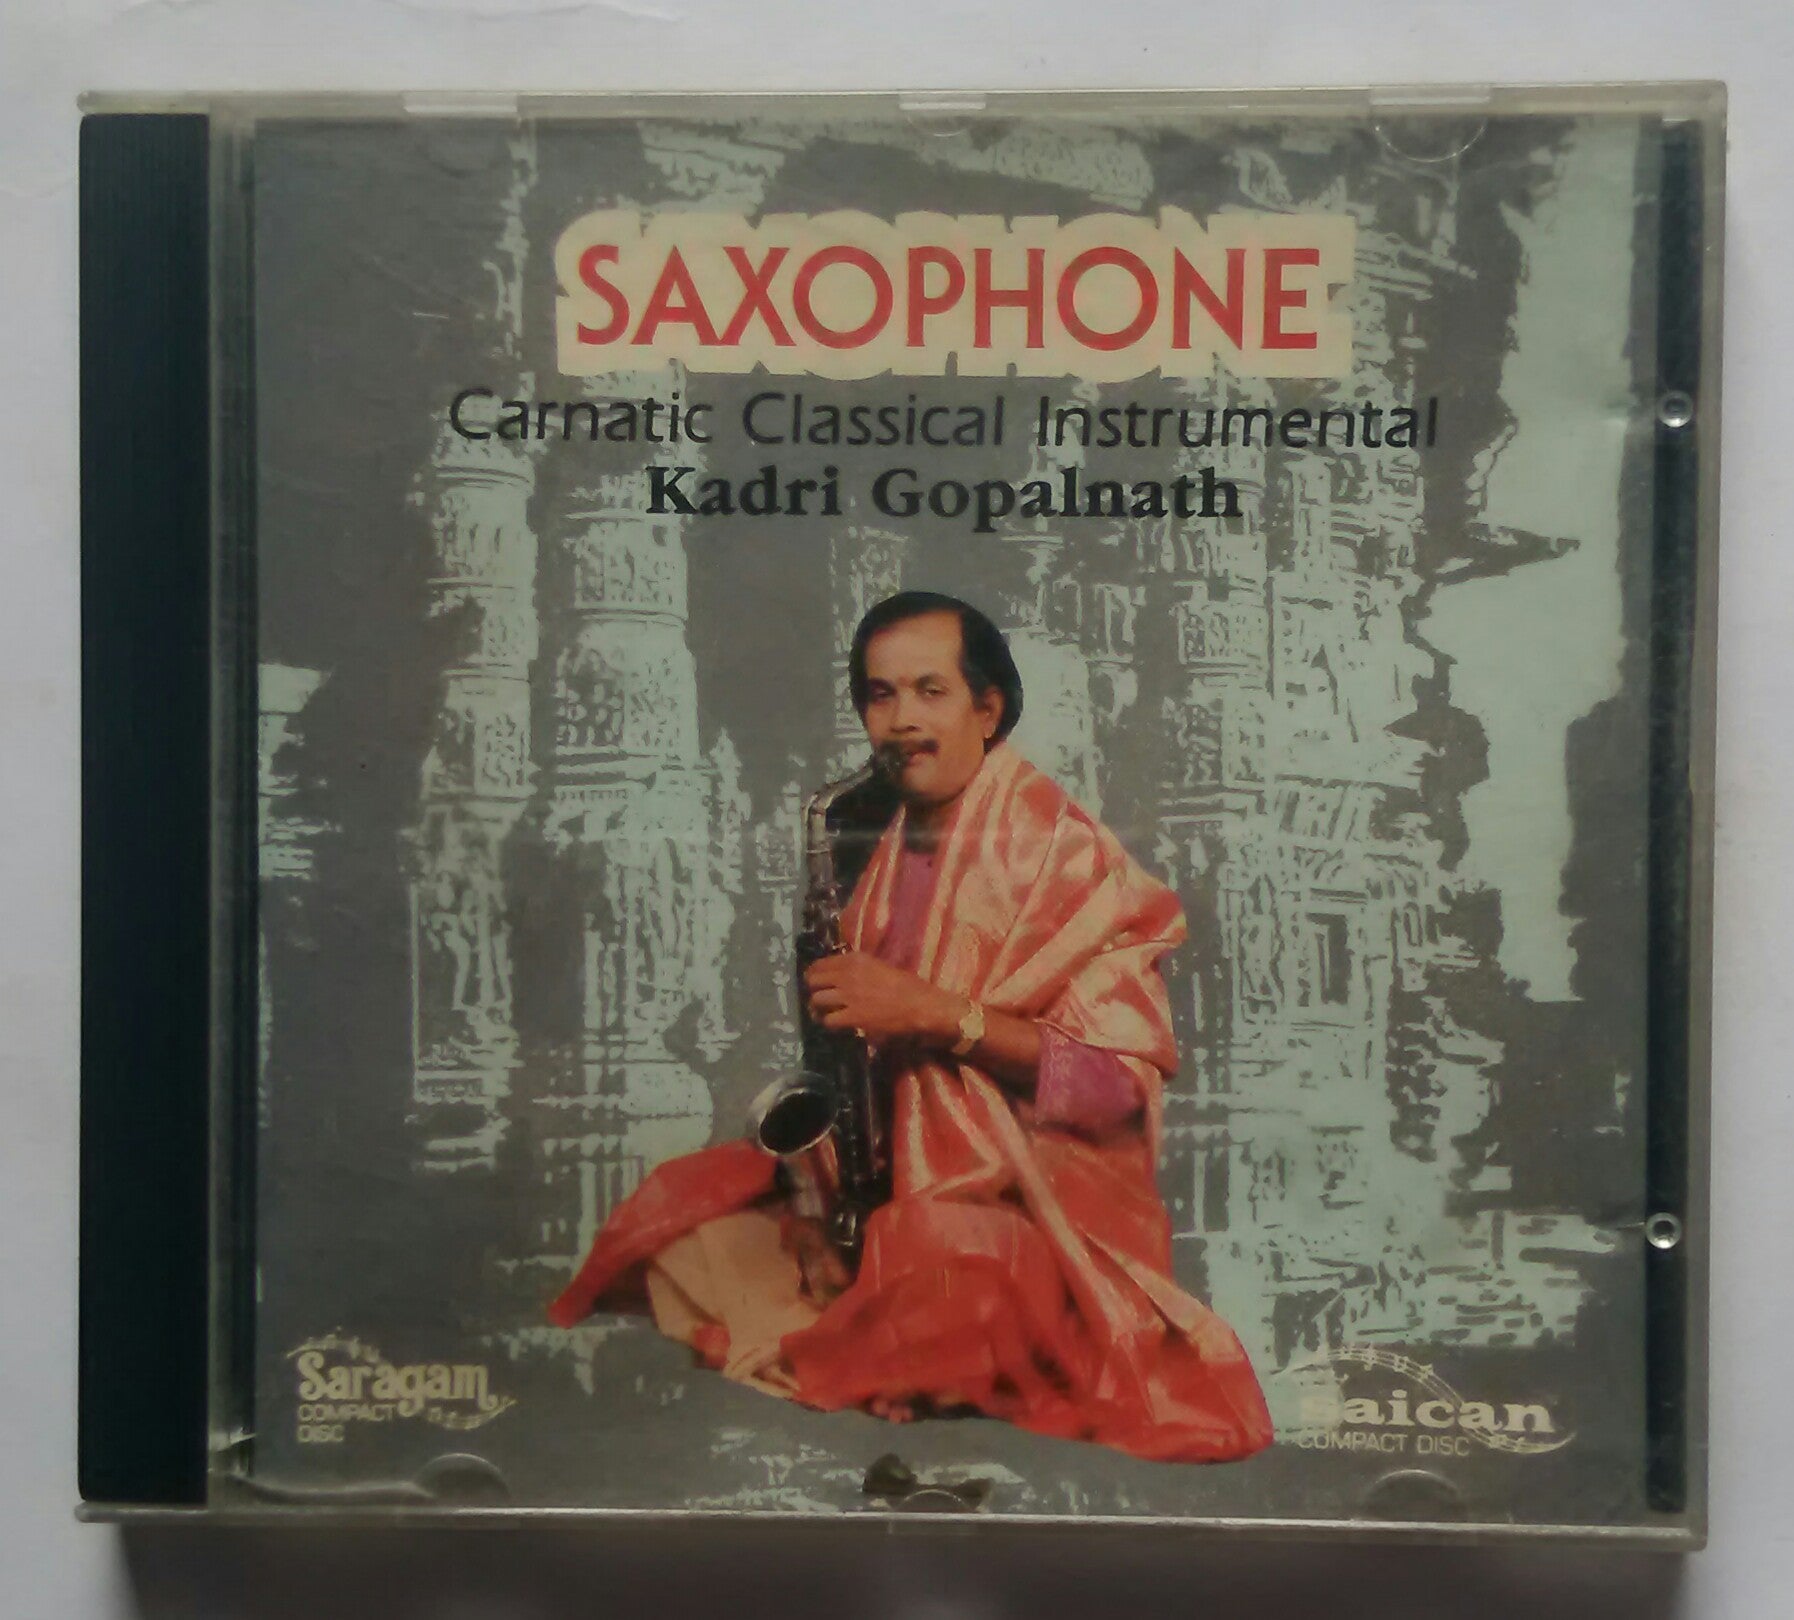 SAXOPHONE
Carnatic Classical Instrumental
Kadri Gopalnath
Saragam
COMPACT
DISC
saican
COMPACT DISC